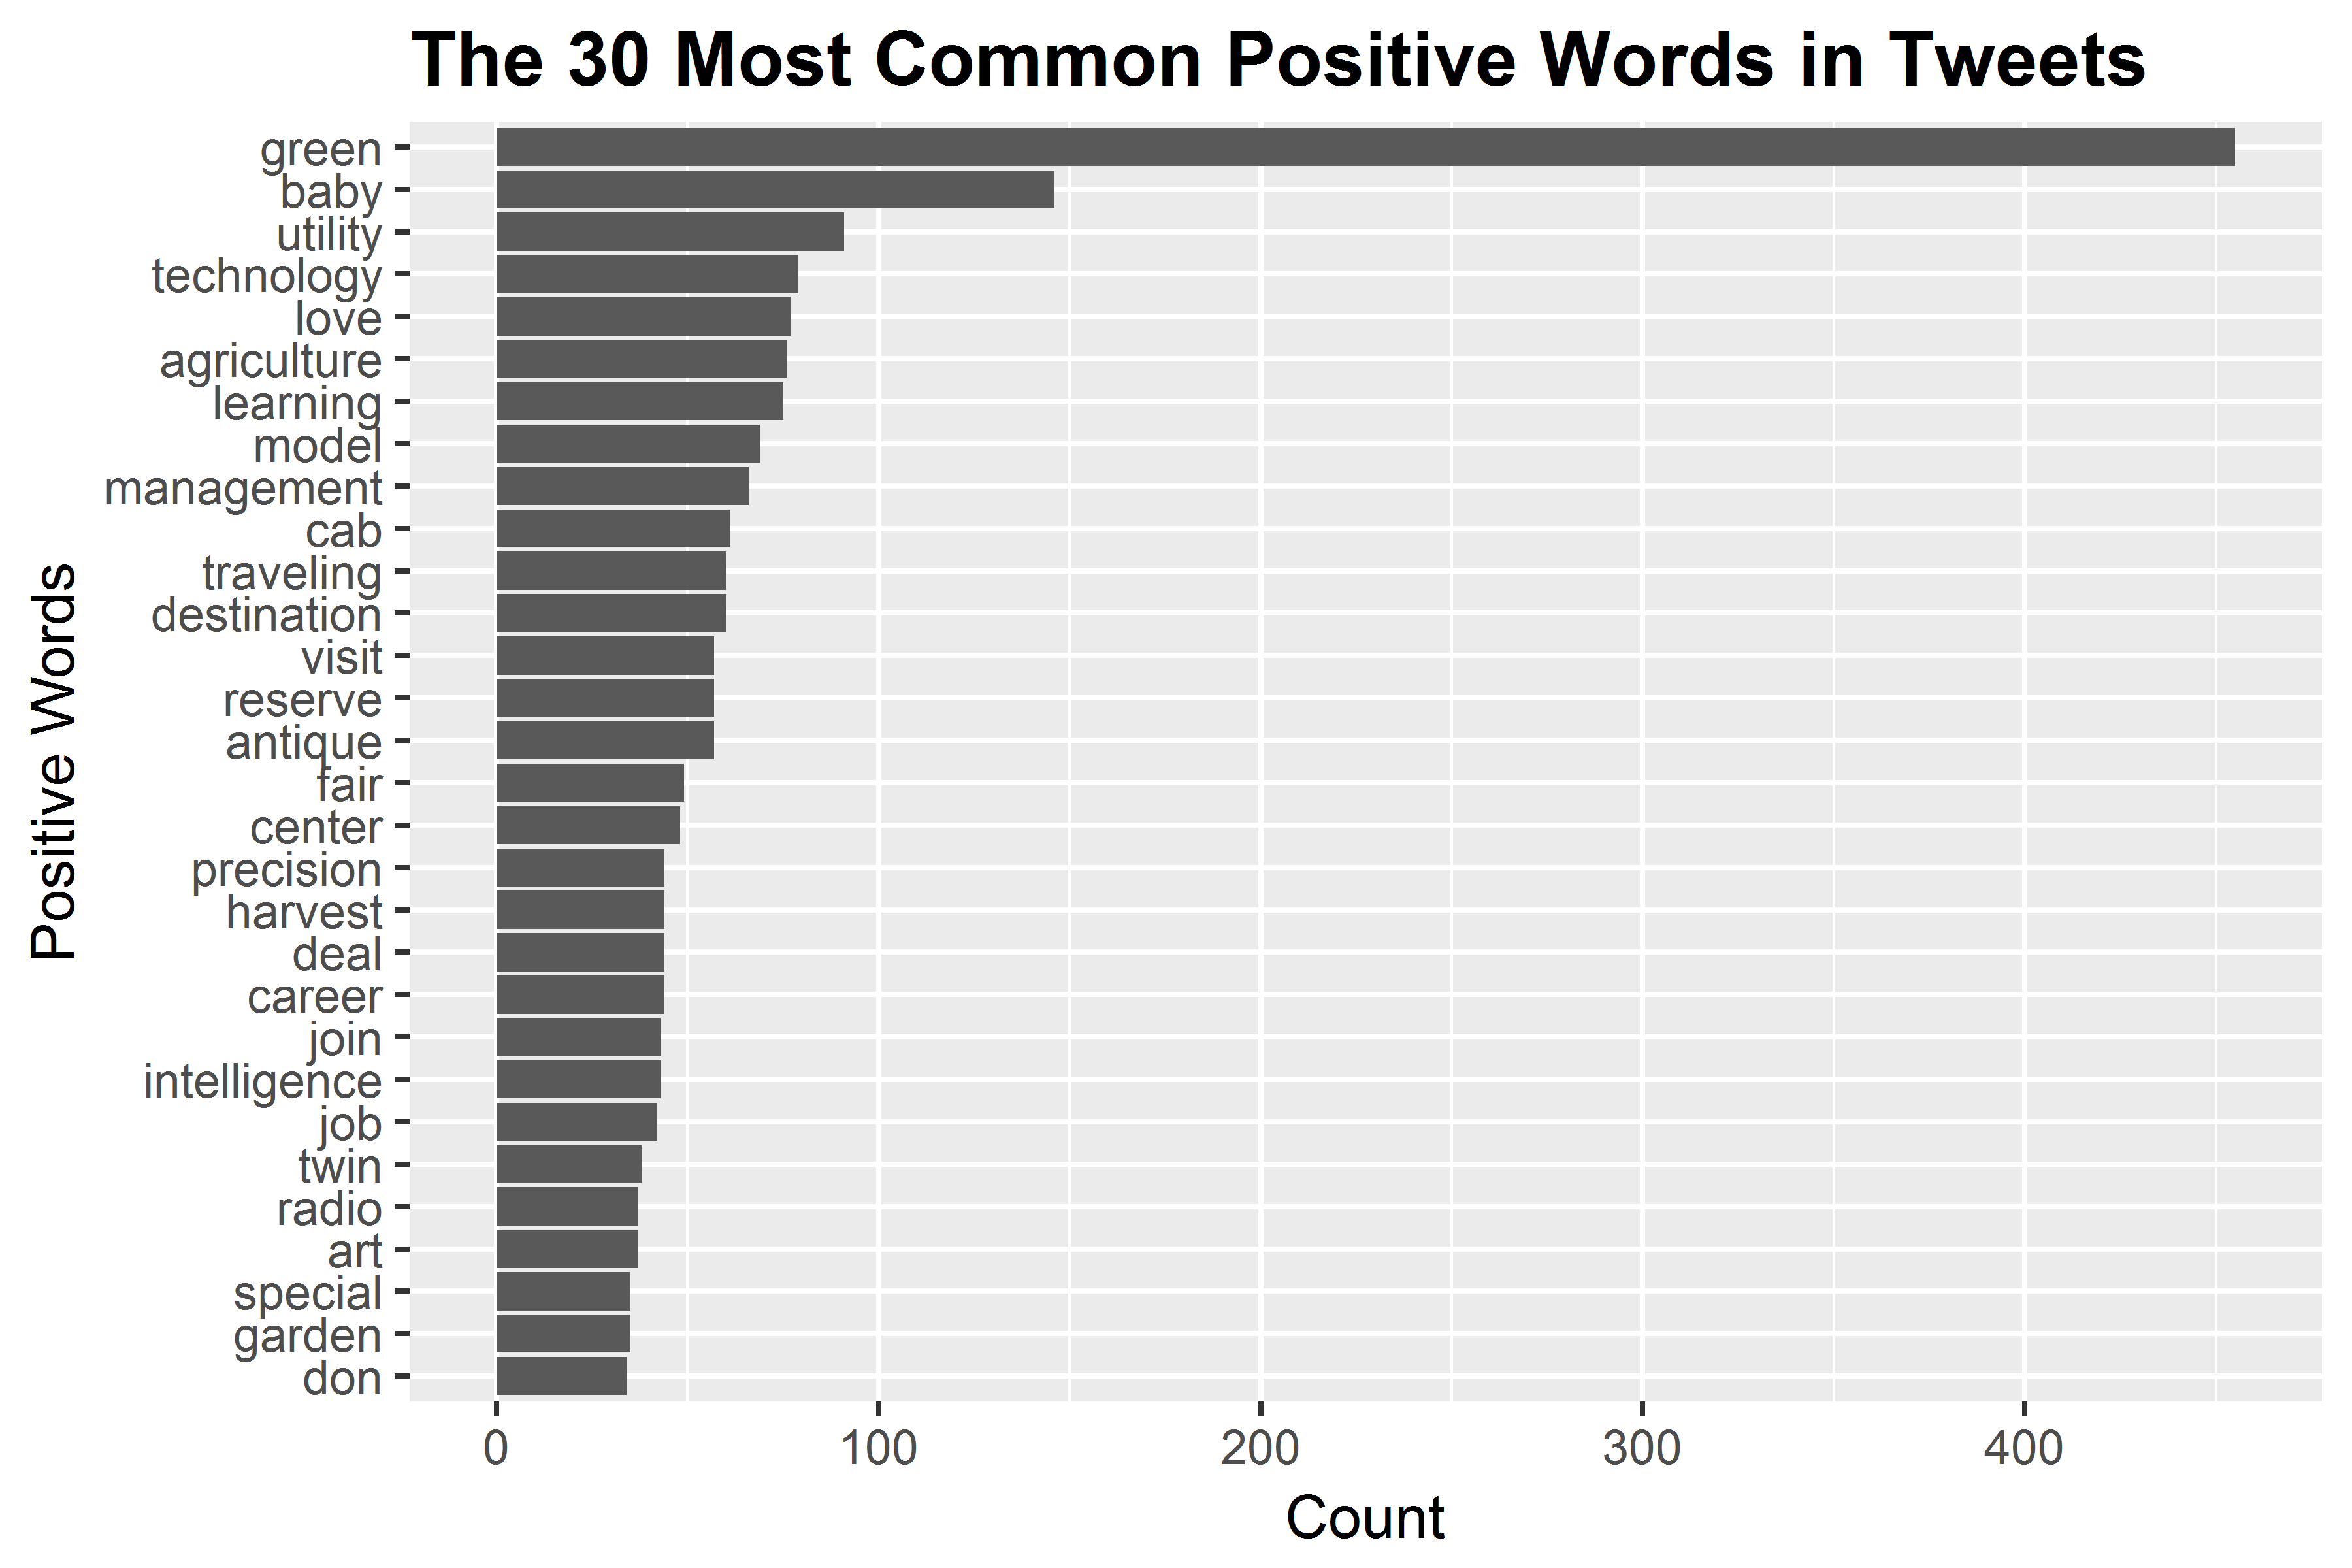 The 30 Most Common Positive Words in Tweets
Positive Words
green
baby
utility
technology
love
agriculture
learning
model
management
cab
traveling
destination
visit
reserve
antique
fair
center
precision
harvest
deal
career
join
intelligence
job
twin
radio
art
special
garden
don
0 100 200 300 400
Count